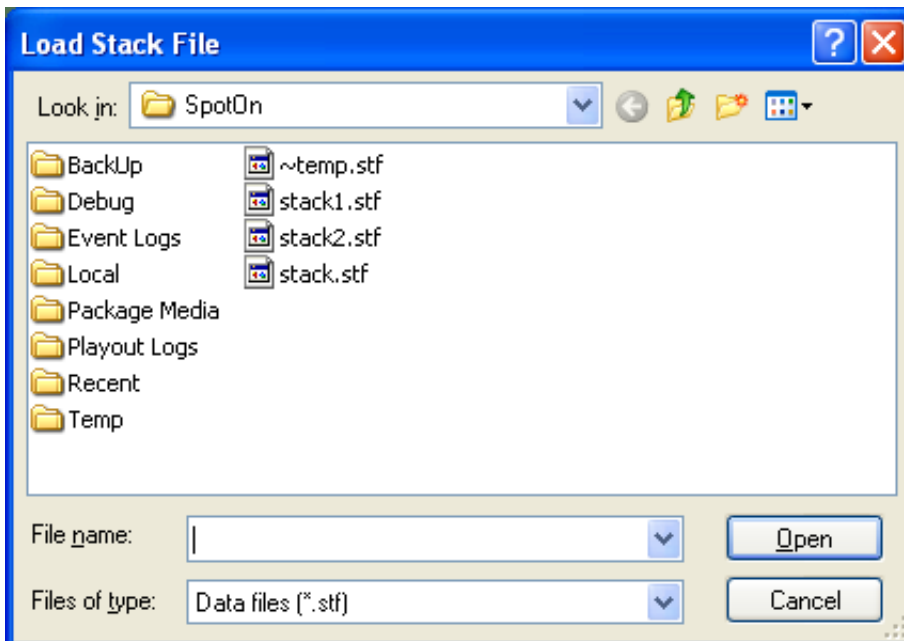 Load Stack File
Look in: SpotOn
BackUp
Debug
Event Logs
Local
Package Media
Playout Logs
Recent
Temp
~temp.stf
stack1.stf
stack2.stf
stack.stf
File name:
Open
Files of type: Data files (*.stf)
Cancel